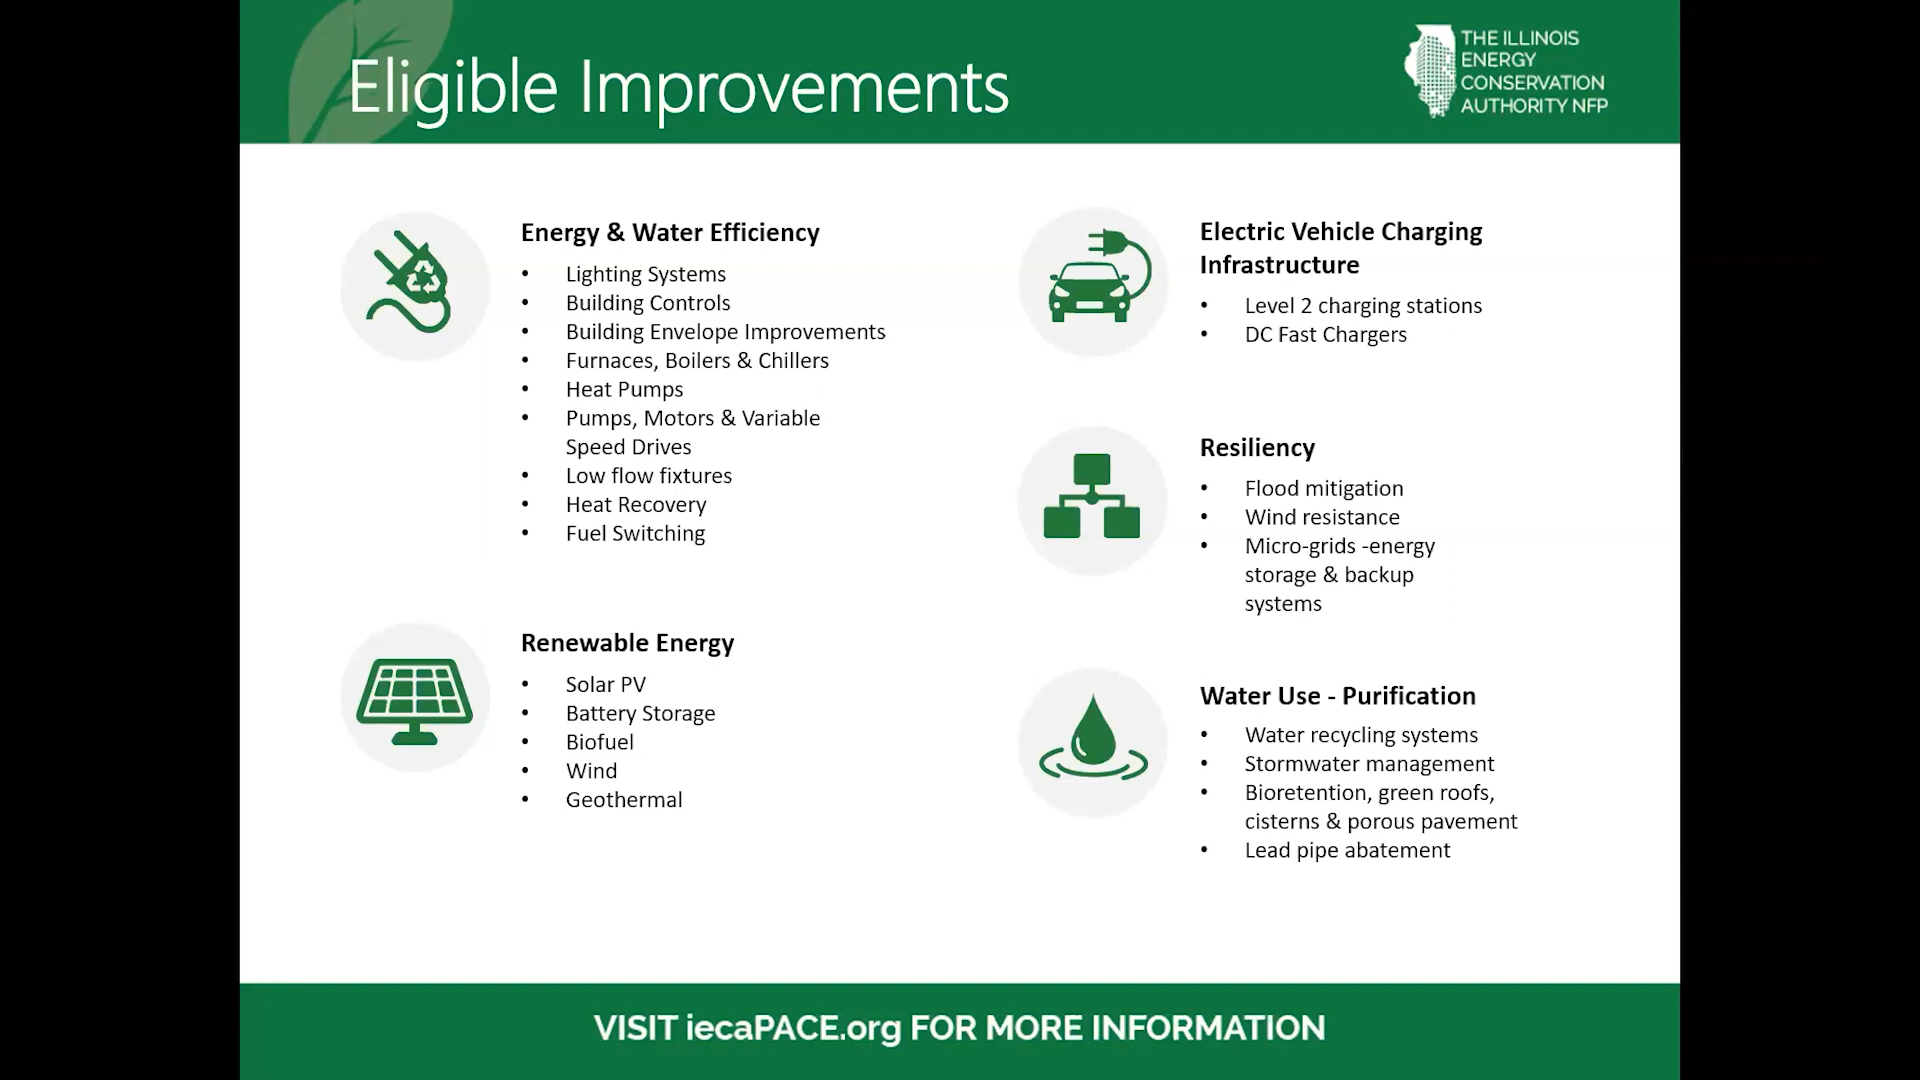 Eligible Improvements
THE ILLINOIS
ENERGY
CONSERVATION
AUTHORITY NFP
Energy & Water Efficiency
• Lighting Systems
• Building Controls
• Building Envelope Improvements
• Furnaces, Boilers & Chillers
• Heat Pumps
• Pumps, Motors & Variable
Speed Drives
• Low flow fixtures
• Heat Recovery
• Fuel Switching
Renewable Energy
• Solar PV
• Battery Storage
• Biofuel
• Wind
• Geothermal
Electric Vehicle Charging
Infrastructure
• Level 2 charging stations
• DC Fast Chargers
Resiliency
• Flood mitigation
• Wind resistance
• Micro-grids -energy
storage & backup
systems
Water Use - Purification
• Water recycling systems
• Stormwater management
• Bioretention, green roofs,
cisterns & porous pavement
• Lead pipe abatement
VISIT iecaPACE.org FOR MORE INFORMATION